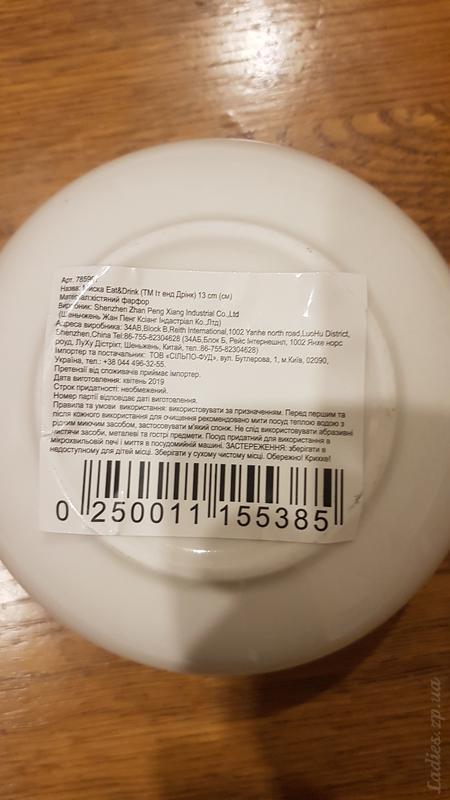 Арт. 78596
Назва: Миска Eat&Drink (ТМ Іт енд Дрінк) 13 cm (см)
Матеріал:кістяний фарфор
Виробник: Shenzhen Zhan Peng Xiang Industrial Co.,Ltd
(Шеньжень Жан Пенг Ксіанг Індастріал Ко.,Лтд)
Адреса виробника: 34AB,Block B,Reith International,1002 Yanhe north road,LuoHu District,
Shenzhen,China Tel:86-755-82304628 (34АБ,Блок Б, Рейс Інтернешнл, 1002 Янхе норс
роуд, ЛуХу Дістрікт, Шеньжень, Китай, тел.:86-755-82304628)
Імпортер та постачальник: ТОВ «СІЛЬПО-ФУД», вул. Бутлерова, 1, м.Київ, 02090,
Україна, тел.: +38 044 496-32-55.
Претензії від споживачів приймає імпортер.
Дата виготовлення: квітень 2019
Строк придатності: необмежений.
Номер партії відповідає даті виготовлення.
Правила та умови використання: використовувати за призначенням. Перед першим та
після кожного використання для очищення рекомендовано мити посуд теплою водою з
рідким миючим засобом, застосовувати м'який спонж. Не слід використовувати абразивні
чистячи засоби, металеві та гострі предмети. Посуд придатний для використання в
мікрохвильовій печі і миття в посудомийній машині. ЗАСТЕРЕЖЕННЯ: зберігати в
недоступному для дітей місці. Зберігати у сухому чистому місці. Обережно! Крихке!
0 250011 155385
Ladies.zp.ua